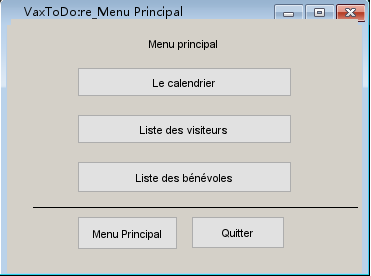 VaxToDo:re_Menu Principal
Menu principal
Le calendrier
Liste des visiteurs
Liste des bénévoles
Menu Principal
Quitter